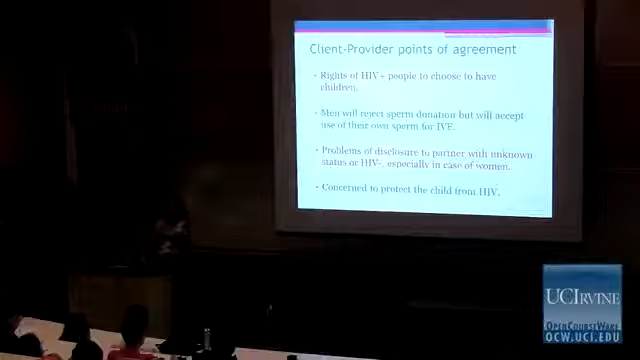 Client-Provider points of agreement
• Rights of HIV+ people to choose to have
children.
• Men will reject sperm donation but will accept
use of their own sperm for IVF.
• Problems of disclosure to partner with unknown
status or HIV-, especially in case of women.
• Concerned to protect the child from HIV.
UCIRVINE
OPENCOURSEWARE
OCW.UCI.EDU